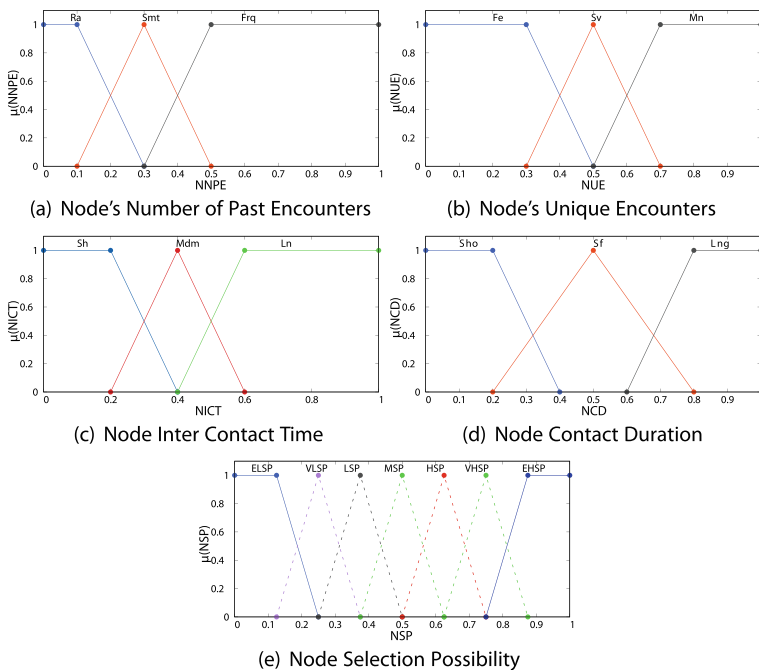 Ra Smt Frq
1
0.8
0.6
0.4
0.2
0
μ(NNPE)
0 0.1 0.2 0.3 0.4 0.5 0.6 0.7 0.8 0.9 1
NNPE
(a) Node's Number of Past Encounters
Fe Sv Mn
1
0.8
0.6
0.4
0.2
0
μ(NUE)
0 0.1 0.2 0.3 0.4 0.5 0.6 0.7 0.8 0.9
NUE
(b) Node's Unique Encounters
Sh Mdm Ln
1
0.8
0.6
0.4
0.2
0
μ(NICT)
0 0.2 0.4 0.6 0.8 1
NICT
(c) Node Inter Contact Time
Sho Sf Lng
1
0.8
0.6
0.4
0.2
0
μ(NCD)
0 0.1 0.2 0.3 0.4 0.5 0.6 0.7 0.8 0.9
NCD
(d) Node Contact Duration
ELSP VLSP LSP MSP HSP VHSP EHSP
1
0.8
0.6
0.4
0.2
0
μ(NSP)
0 0.1 0.2 0.3 0.4 0.5 0.6 0.7 0.8 0.9 1
NSP
(e) Node Selection Possibility